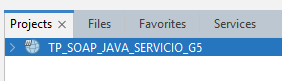 Projects Files Favorites Services
TP_SOAP_JAVA_SERVICIO_G5